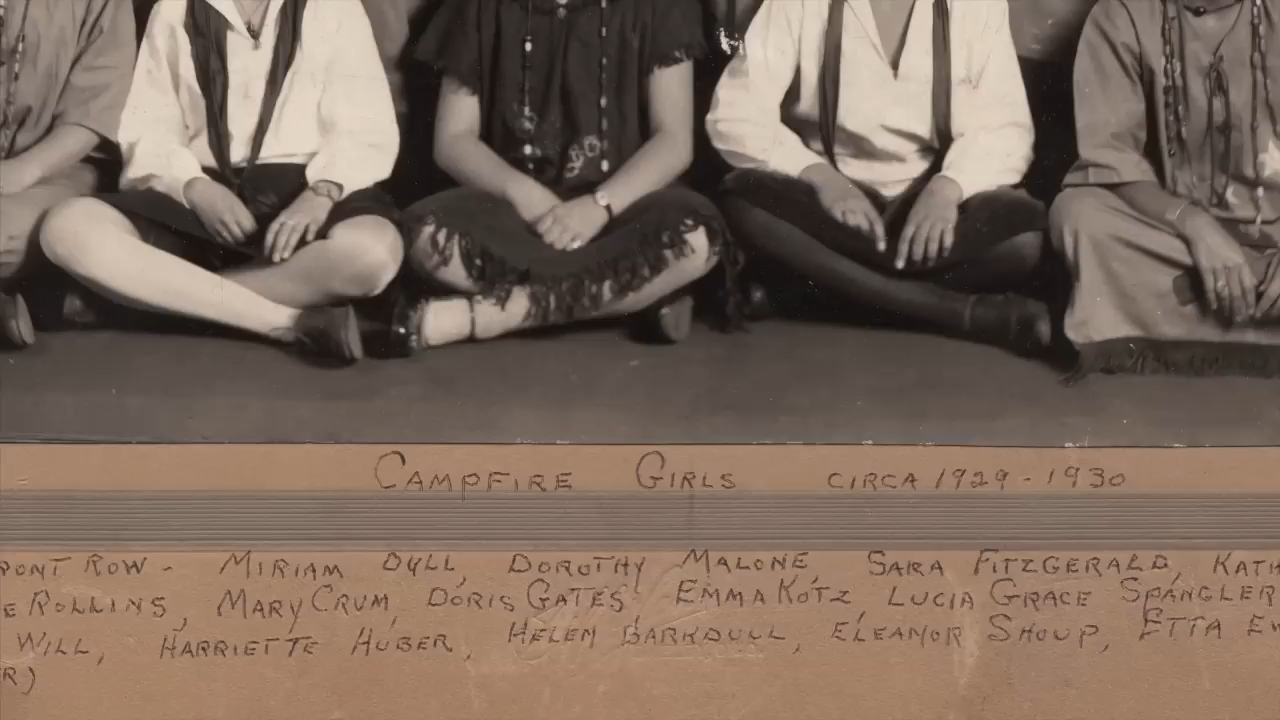 CAMPFIRE GIRLS CIRCA 1929-1930
RONT ROW - MIRIAM DULL, DOROTHY MALONE SARA FITZGERALD, KATH
E ROLLINS, MARY CRUM, DORIS GATES, EMMA KOTZ, LUCIA GRACE SPANGLER
WILL, HARRIETTE HUBER, HELEN BARKDULL, ELEANOR SHOUP, ETTA EW
R)